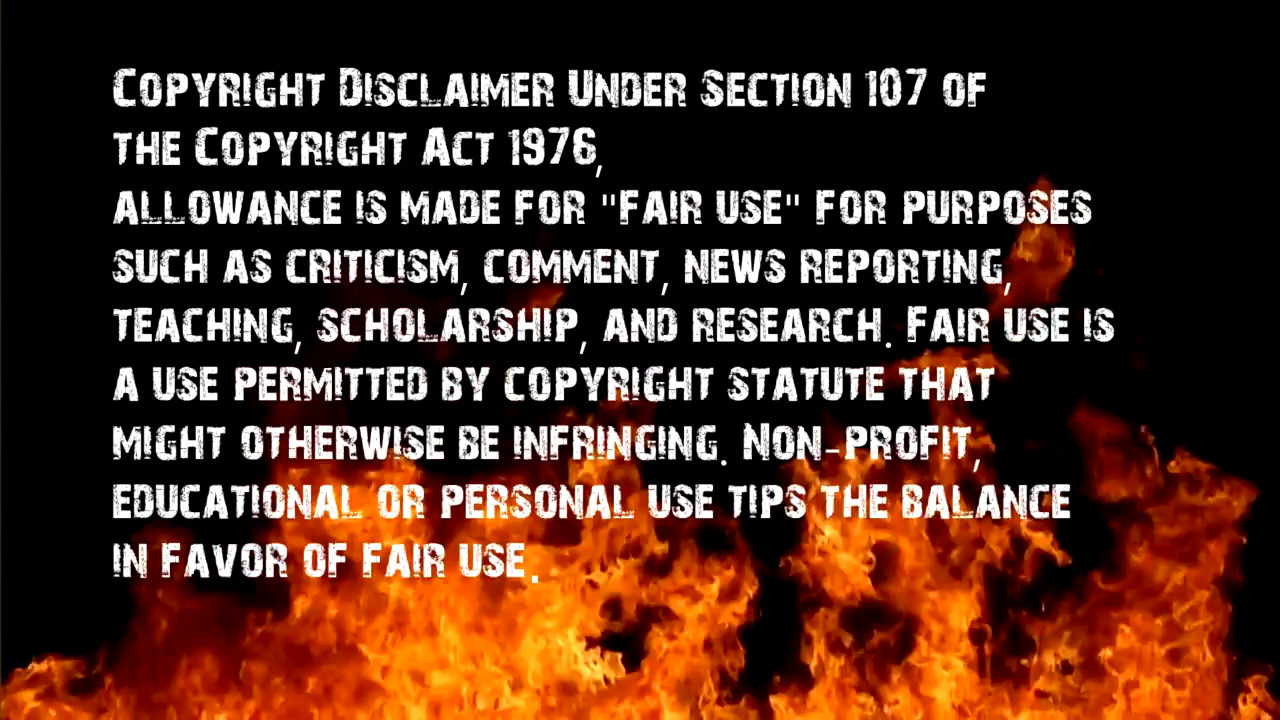 Copyright Disclaimer Under Section 107 of
the Copyright Act 1976,
allowance is made for "fair use" for purposes
such as criticism, comment, news reporting,
teaching, scholarship, and research. Fair use is
a use permitted by copyright statute that
might otherwise be infringing. Non-profit,
educational or personal use tips the balance
in favor of fair use.